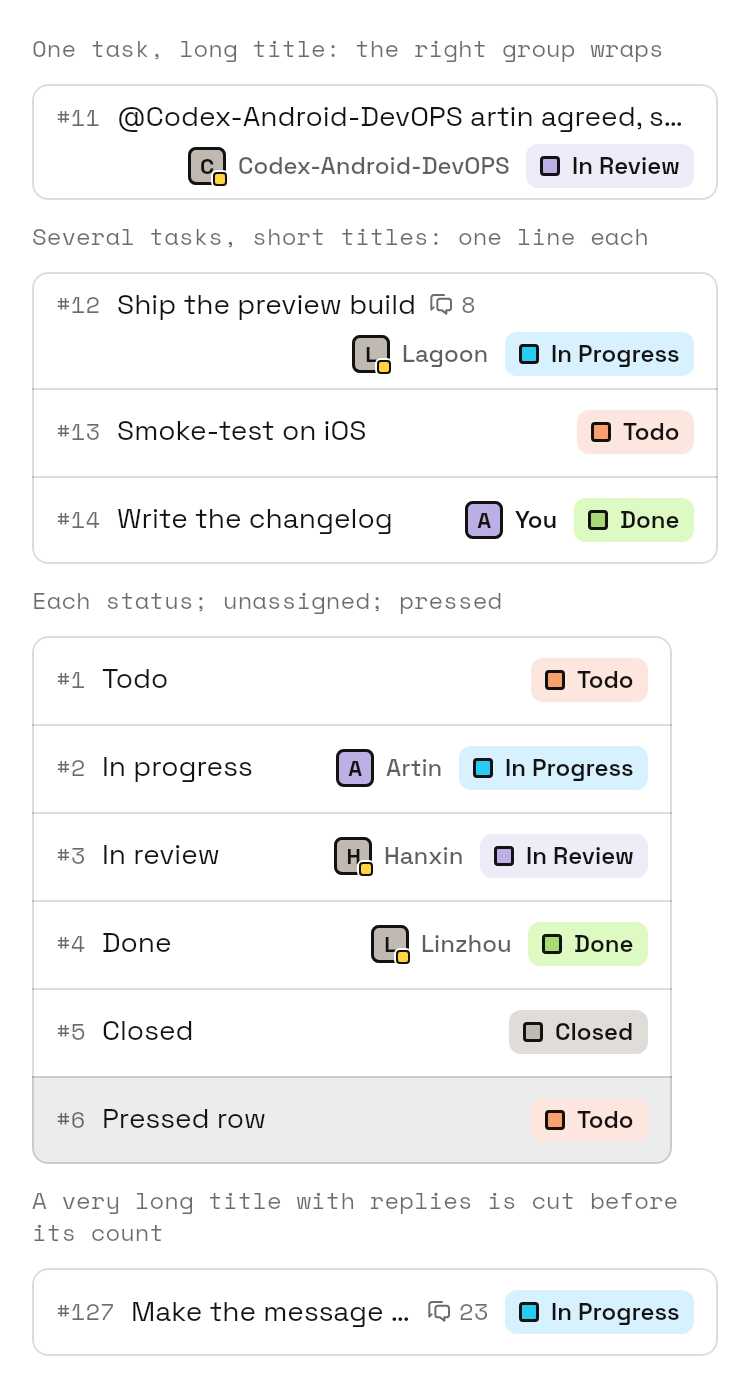 One task, long title: the right group wraps
#11 @Codex-Android-DevOPS artin agreed, s...
C Codex-Android-DevOPS In Review
Several tasks, short titles: one line each
#12 Ship the preview build 8
L Lagoon In Progress
#13 Smoke-test on iOS Todo
#14 Write the changelog A You Done
Each status; unassigned; pressed
#1 Todo Todo
#2 In progress A Artin In Progress
#3 In review H Hanxin In Review
#4 Done L Linzhou Done
#5 Closed Closed
#6 Pressed row Todo
A very long title with replies is cut before
its count
#127 Make the message ... 23 In Progress